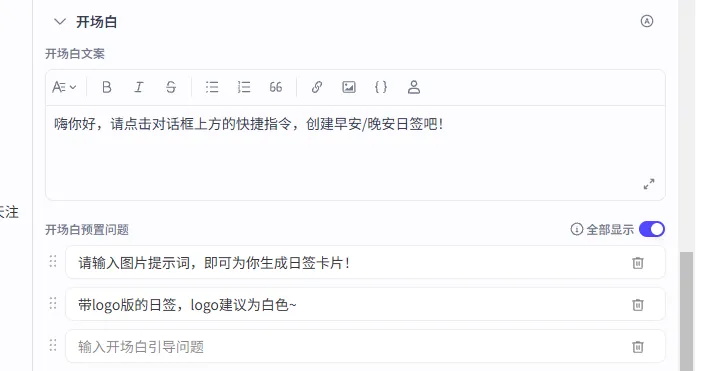 开场白
开场白文案
嗨你好，请点击对话框上方的快捷指令，创建早安/晚安日签吧！
关注
开场白预置问题 全部显示
请输入图片提示词，即可为你生成日签卡片！
带logo版的日签，logo建议为白色~
输入开场白引导问题